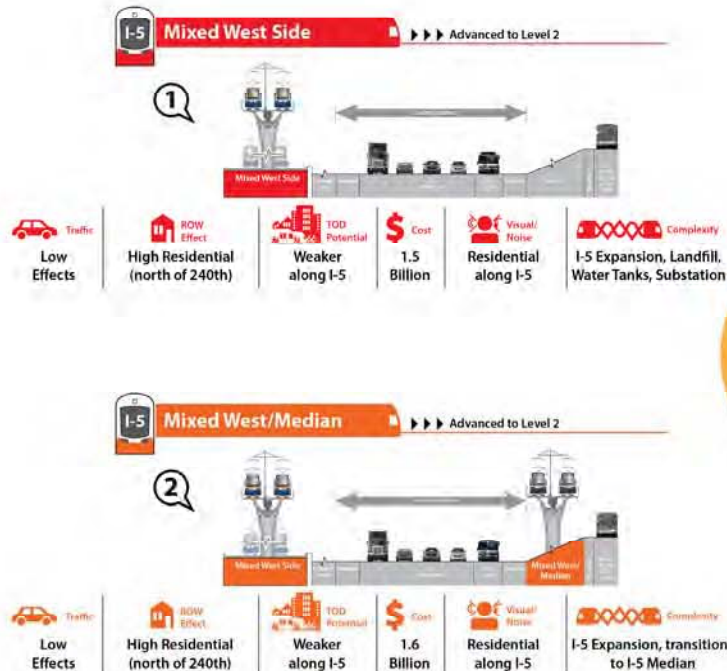 I-5
Mixed West Side
Advanced to Level 2
1
Mixed West Side
Traffic
Low
Effects
ROW
Effect
High Residential
(north of 240th)
TOD
Potential
Weaker
along I-5
$
Cost
1.5
Billion
Visual/
Noise
Residential
along I-5
Complexity
I-5 Expansion, Landfill,
Water Tanks, Substation
I-5
Mixed West/Median
Advanced to Level 2
2
Mixed West Side
Mixed West/
Median
Traffic
Low
Effects
ROW
Effect
High Residential
(north of 240th)
TOD
Potential
Weaker
along I-5
$
Cost
1.6
Billion
Visual/
Noise
Residential
along I-5
Complexity
I-5 Expansion, transition
to I-5 Median